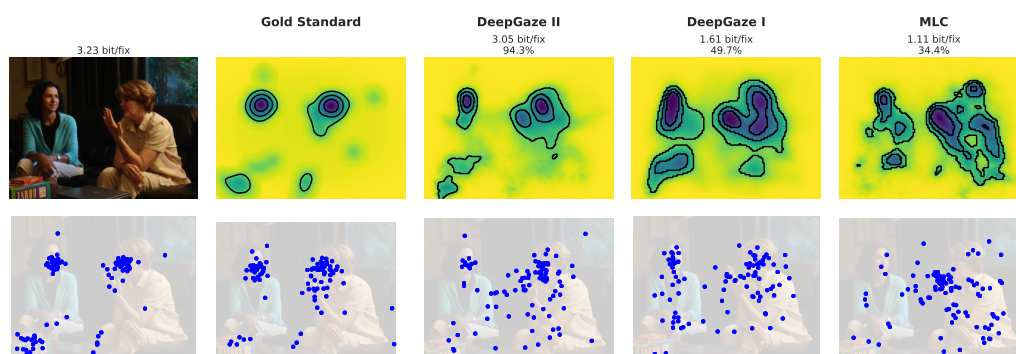 Gold Standard
DeepGaze II
DeepGaze I
MLC
3.23 bit/fix
3.05 bit/fix
94.3%
1.61 bit/fix
49.7%
1.11 bit/fix
34.4%